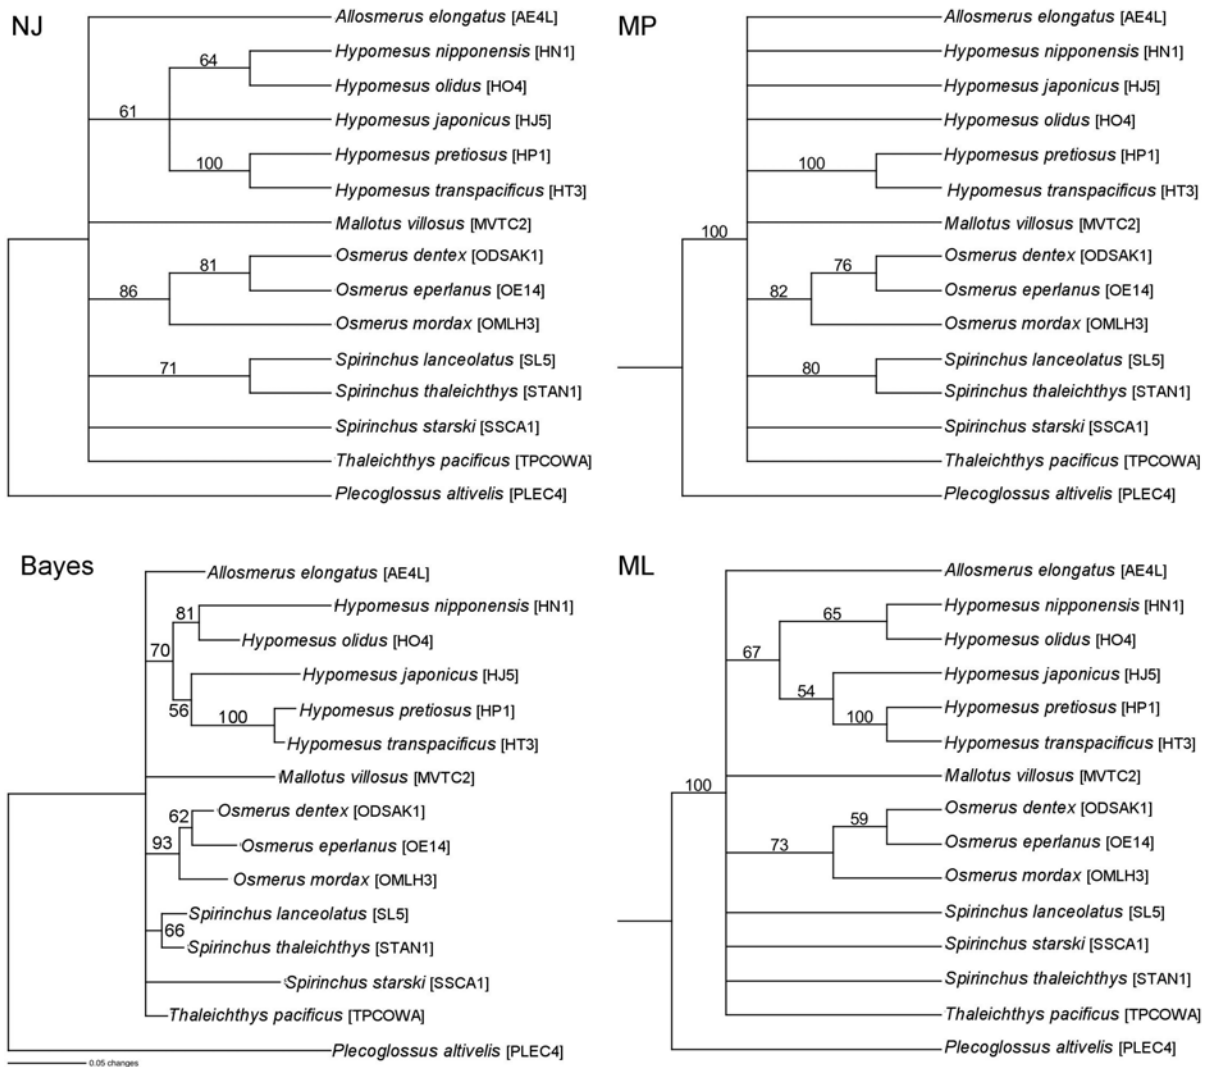 NJ
Allosmerus elongatus [AE4L]
64
Hypomesus nipponensis [HN1]
Hypomesus olidus [HO4]
61
Hypomesus japonicus [HJ5]
100
Hypomesus pretiosus [HP1]
Hypomesus transpacificus [HT3]
Mallotus villosus [MVTC2]
81
Osmerus dentex [ODSAK1]
86
Osmerus eperlanus [OE14]
Osmerus mordax [OMLH3]
71
Spirinchus lanceolatus [SL5]
Spirinchus thaleichthys [STAN1]
Spirinchus starski [SSCA1]
Thaleichthys pacificus [TPCOWA]
Plecoglossus altivelis [PLEC4]
MP
Allosmerus elongatus [AE4L]
Hypomesus nipponensis [HN1]
Hypomesus japonicus [HJ5]
Hypomesus olidus [HO4]
100
Hypomesus pretiosus [HP1]
Hypomesus transpacificus [HT3]
Mallotus villosus [MVTC2]
100
76
Osmerus dentex [ODSAK1]
82
Osmerus eperlanus [OE14]
Osmerus mordax [OMLH3]
80
Spirinchus lanceolatus [SL5]
Spirinchus thaleichthys [STAN1]
Spirinchus starski [SSCA1]
Thaleichthys pacificus [TPCOWA]
Plecoglossus altivelis [PLEC4]
Bayes
Allosmerus elongatus [AE4L]
81
Hypomesus nipponensis [HN1]
Hypomesus olidus [HO4]
70
Hypomesus japonicus [HJ5]
56
100
Hypomesus pretiosus [HP1]
Hypomesus transpacificus [HT3]
Mallotus villosus [MVTC2]
62
Osmerus dentex [ODSAK1]
93
Osmerus eperlanus [OE14]
Osmerus mordax [OMLH3]
Spirinchus lanceolatus [SL5]
66
Spirinchus thaleichthys [STAN1]
Spirinchus starski [SSCA1]
Thaleichthys pacificus [TPCOWA]
Plecoglossus altivelis [PLEC4]
0.05 changes
ML
Allosmerus elongatus [AE4L]
65
Hypomesus nipponensis [HN1]
Hypomesus olidus [HO4]
67
Hypomesus japonicus [HJ5]
54
Hypomesus pretiosus [HP1]
100
Hypomesus transpacificus [HT3]
Mallotus villosus [MVTC2]
100
Osmerus dentex [ODSAK1]
59
Osmerus eperlanus [OE14]
73
Osmerus mordax [OMLH3]
Spirinchus lanceolatus [SL5]
Spirinchus starski [SSCA1]
Spirinchus thaleichthys [STAN1]
Thaleichthys pacificus [TPCOWA]
Plecoglossus altivelis [PLEC4]